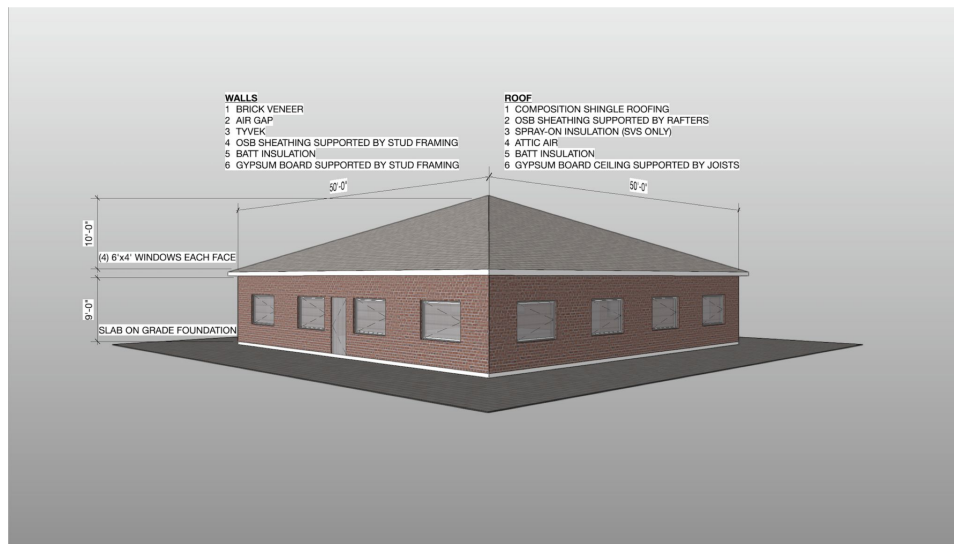 WALLS
1 BRICK VENEER
2 AIR GAP
3 TYVEK
4 OSB SHEATHING SUPPORTED BY STUD FRAMING
5 BATT INSULATION
6 GYPSUM BOARD SUPPORTED BY STUD FRAMING
ROOF
1 COMPOSITION SHINGLE ROOFING
2 OSB SHEATHING SUPPORTED BY RAFTERS
3 SPRAY-ON INSULATION (SVS ONLY)
4 ATTIC AIR
5 BATT INSULATION
6 GYPSUM BOARD CEILING SUPPORTED BY JOISTS
50'-0"
50'-0"
10'-0"
(4) 6'x4' WINDOWS EACH FACE
9'-0"
SLAB ON GRADE FOUNDATION